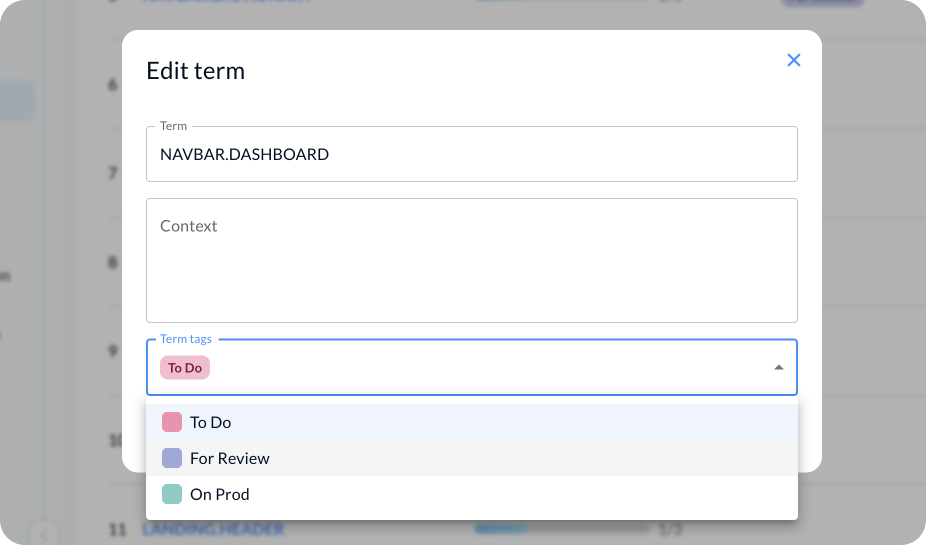 6
Edit term
Term
NAVBAR.DASHBOARD
7
Context
8
Term tags
9
To Do
To Do
10
For Review
On Prod
11 LANDING.HEADER 1/3